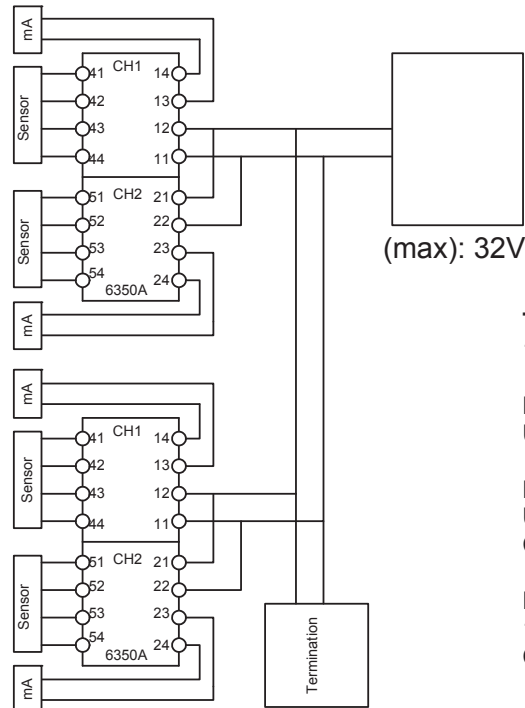 mA
41 CH1 14
Sensor
42 13
43 12
44 11
51 CH2 21
Sensor
52 22
53 23
54 24
6350A
mA
(max): 32V
mA
41 CH1 14
Sensor
42 13
43 12
44 11
51 CH2 21
Sensor
52 22
53 23
54 24
6350A
mA
Termination